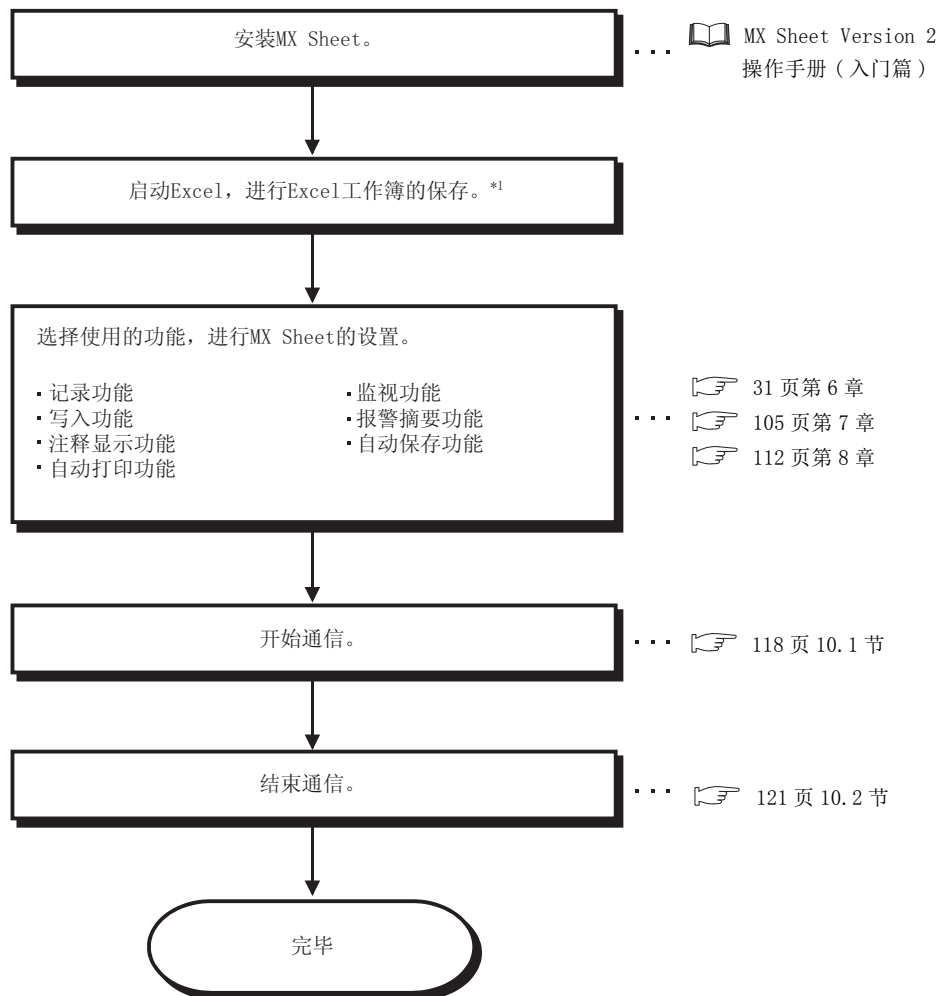 安装MX Sheet。
... MX Sheet Version 2
操作手册(入门篇)
启动Excel，进行Excel工作簿的保存。*1
选择使用的功能，进行MX Sheet的设置。
▪记录功能 ▪监视功能
▪写入功能 ▪报警摘要功能
▪注释显示功能 ▪自动保存功能
▪自动打印功能
31 页第 6 章
... 105 页第 7 章
112 页第 8 章
开始通信。
... 118 页 10.1 节
结束通信。
... 121 页 10.2 节
完毕